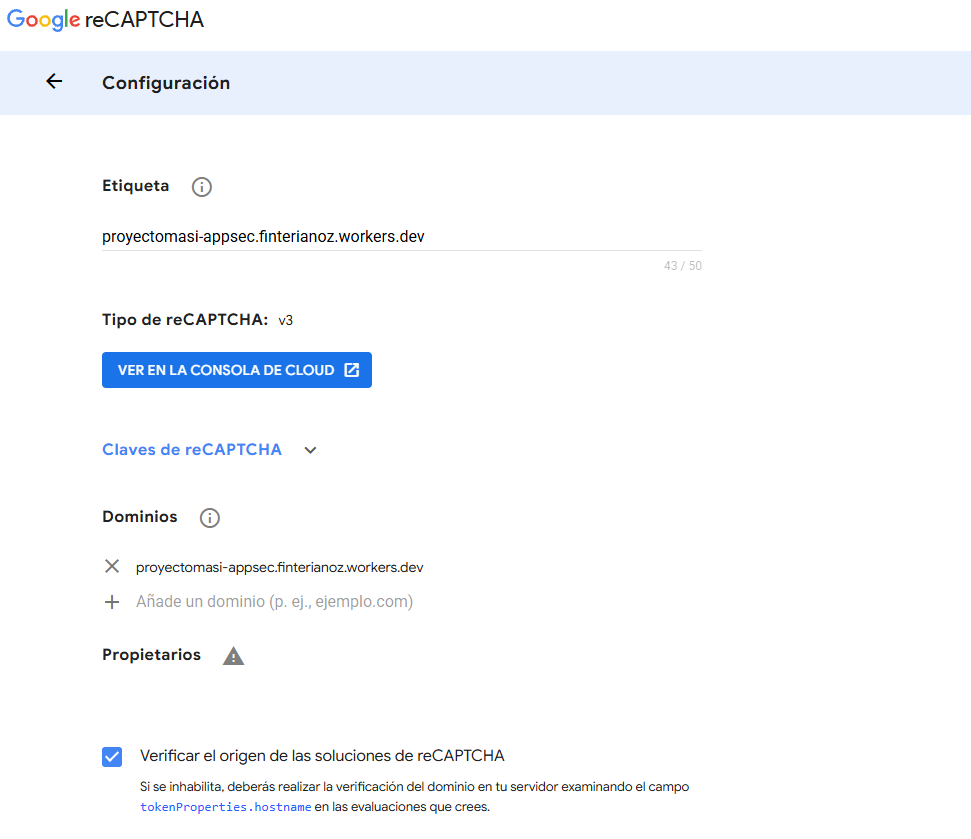 Google reCAPTCHA
Configuración
Etiqueta
proyectomasi-appsec.finterianoz.workers.dev
43 / 50
Tipo de reCAPTCHA: v3
VER EN LA CONSOLA DE CLOUD
Claves de reCAPTCHA
Dominios
proyectomasi-appsec.finterianoz.workers.dev
Añade un dominio (p. ej., ejemplo.com)
Propietarios
Verificar el origen de las soluciones de reCAPTCHA
Si se inhabilita, deberás realizar la verificación del dominio en tu servidor examinando el campo
tokenProperties.hostname en las evaluaciones que crees.